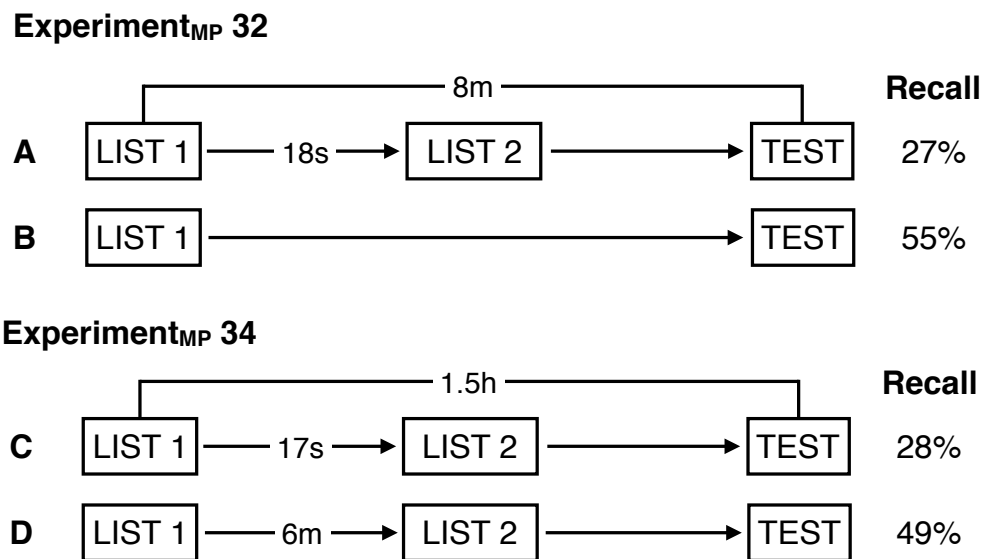 ExperimentMP 32
8m Recall
A LIST 1 18s LIST 2 TEST 27%
B LIST 1 TEST 55%
ExperimentMP 34
1.5h Recall
C LIST 1 17s LIST 2 TEST 28%
D LIST 1 6m LIST 2 TEST 49%